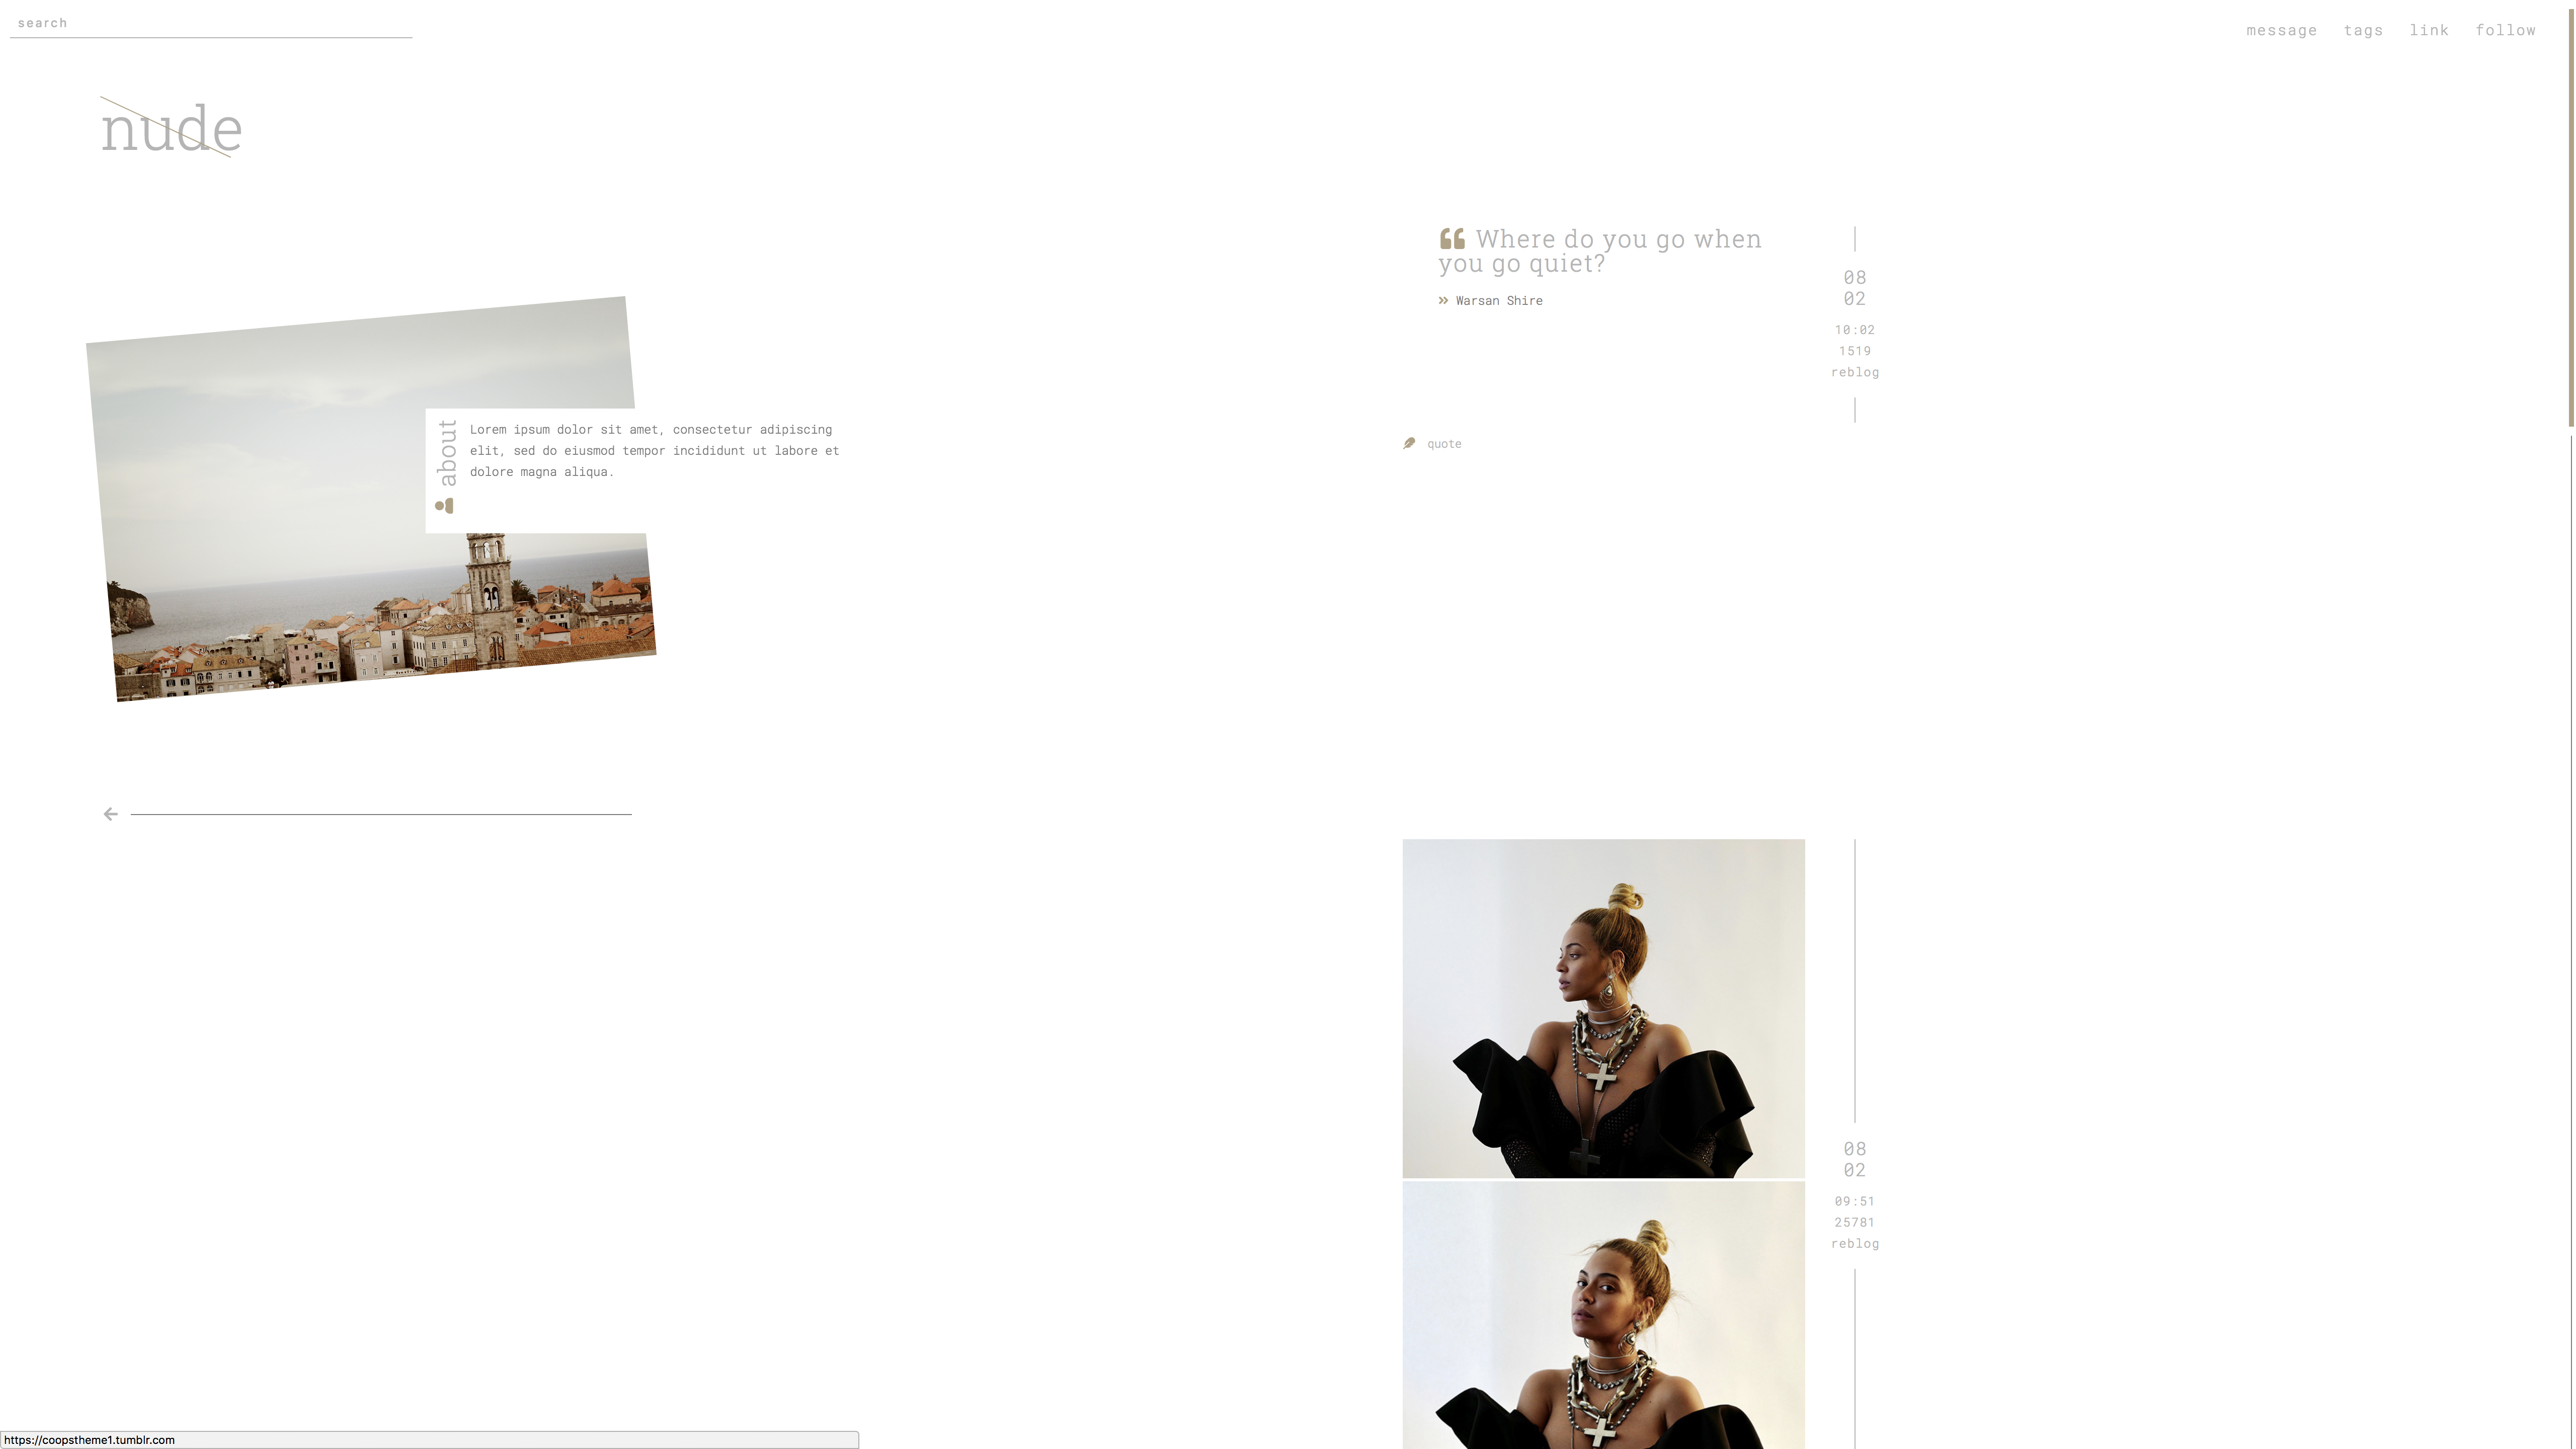 search
message tags link follow
nude
Where do you go when
you go quiet?
Warsan Shire
08
02
10:02
1519
reblog
quote
about
Lorem ipsum dolor sit amet, consectetur adipiscing
elit, sed do eiusmod tempor incididunt ut labore et
dolore magna aliqua.
08
02
09:51
25781
reblog
https://coopstheme1.tumblr.com